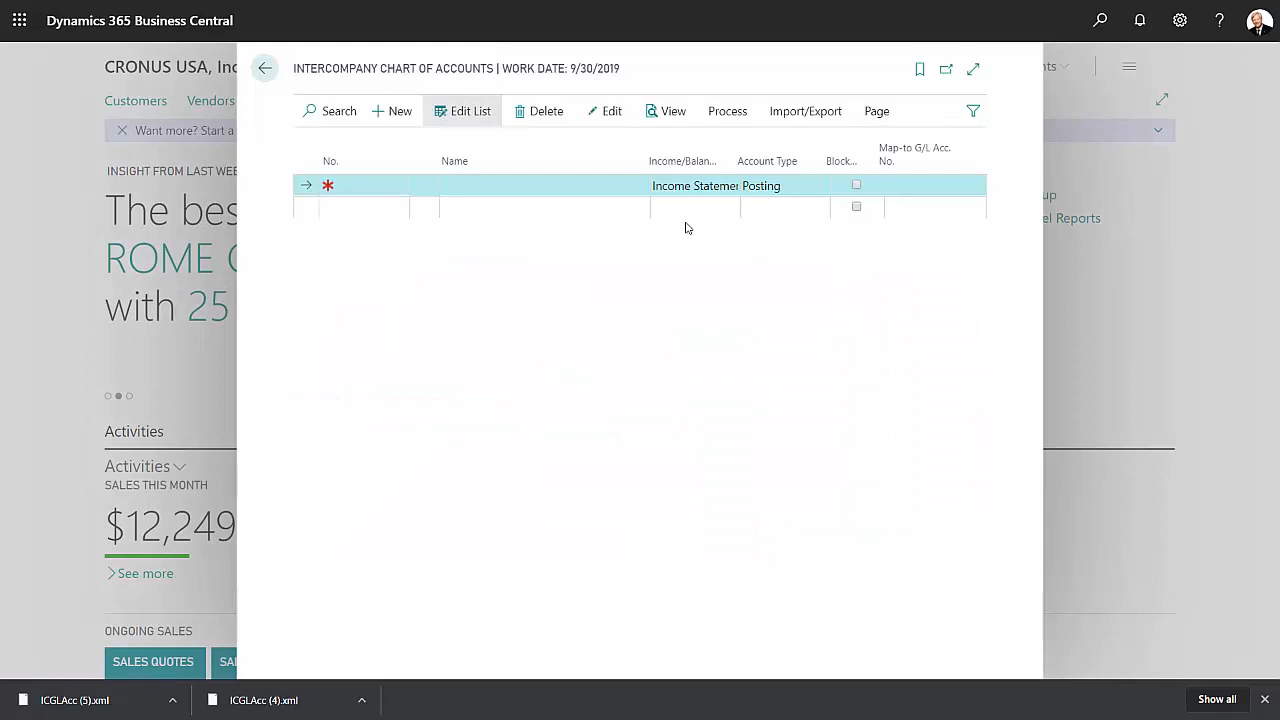 Dynamics 365 Business Central
CRONUS USA, Inc
Customers Vendors
Want more? Start a
INSIGHT FROM LAST WEE
The bes
ROME
with 25
Activities
Activities
SALES THIS MONTH
$12,249
See more
ONGOING SALES
SALES QUOTES SAL
INTERCOMPANY CHART OF ACCOUNTS | WORK DATE: 9/30/2019
Search New Edit List Delete Edit View Process Import/Export Page
No. Name Income/Balan... Account Type Block... Map-to G/L Acc. No.
Income Statemen Posting
nts
up
el Reports
ICGLAcc (5).xml ICGLAcc (4).xml Show all